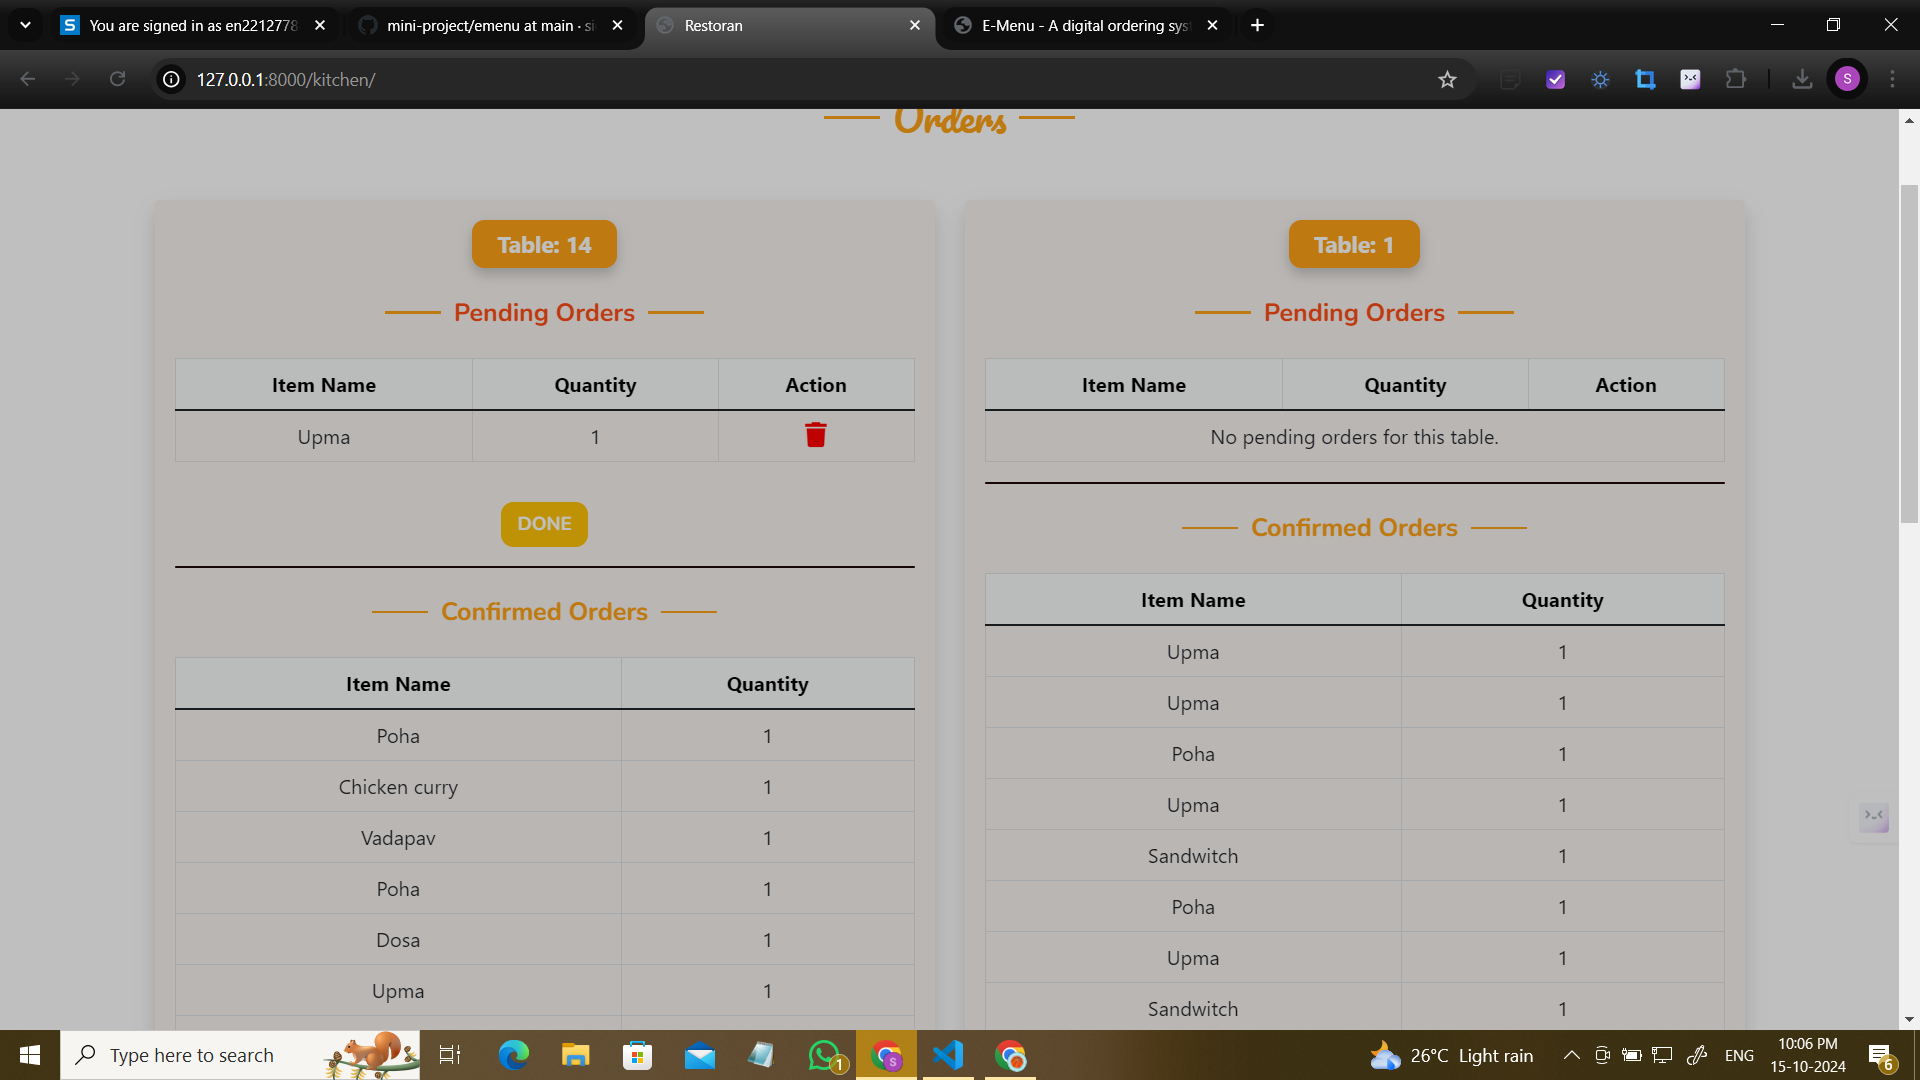 You are signed in as en2212778
mini-project/emenu at main · si
Restoran
E-Menu - A digital ordering sys
127.0.0.1:8000/kitchen/
S
Orders
Table: 14
Pending Orders
Item Name Quantity Action
Upma 1
DONE
Confirmed Orders
Item Name Quantity
Poha 1
Chicken curry 1
Vadapav 1
Poha 1
Dosa 1
Upma 1
Table: 1
Pending Orders
Item Name Quantity Action
No pending orders for this table.
Confirmed Orders
Item Name Quantity
Upma 1
Upma 1
Poha 1
Upma 1
Sandwitch 1
Poha 1
Upma 1
Sandwitch 1
Type here to search
1
S
26°C Light rain
ENG
10:06 PM
15-10-2024
6